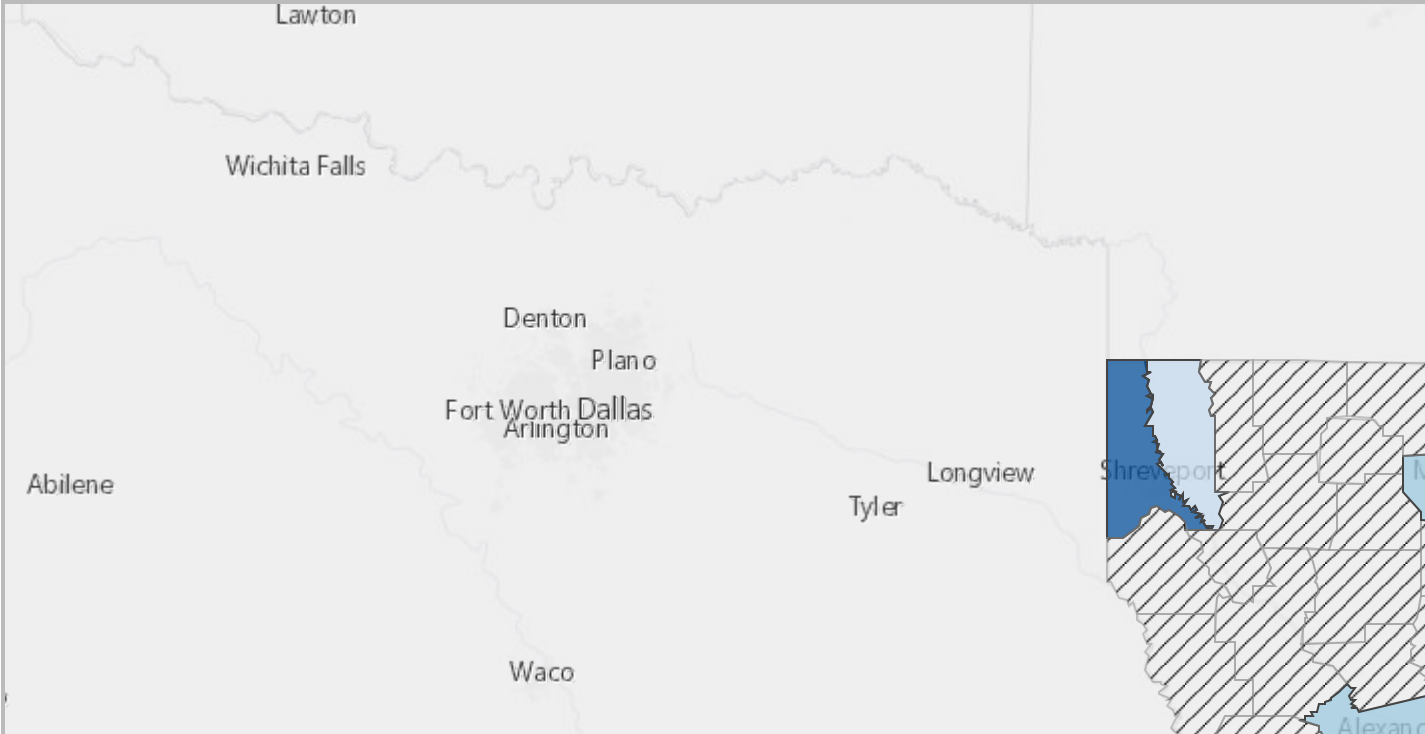 Lawton
Wichita Falls
Denton
Plano
Fort Worth Dallas
Arlington
Shreveport
Longview
Abilene
Tyler
Waco